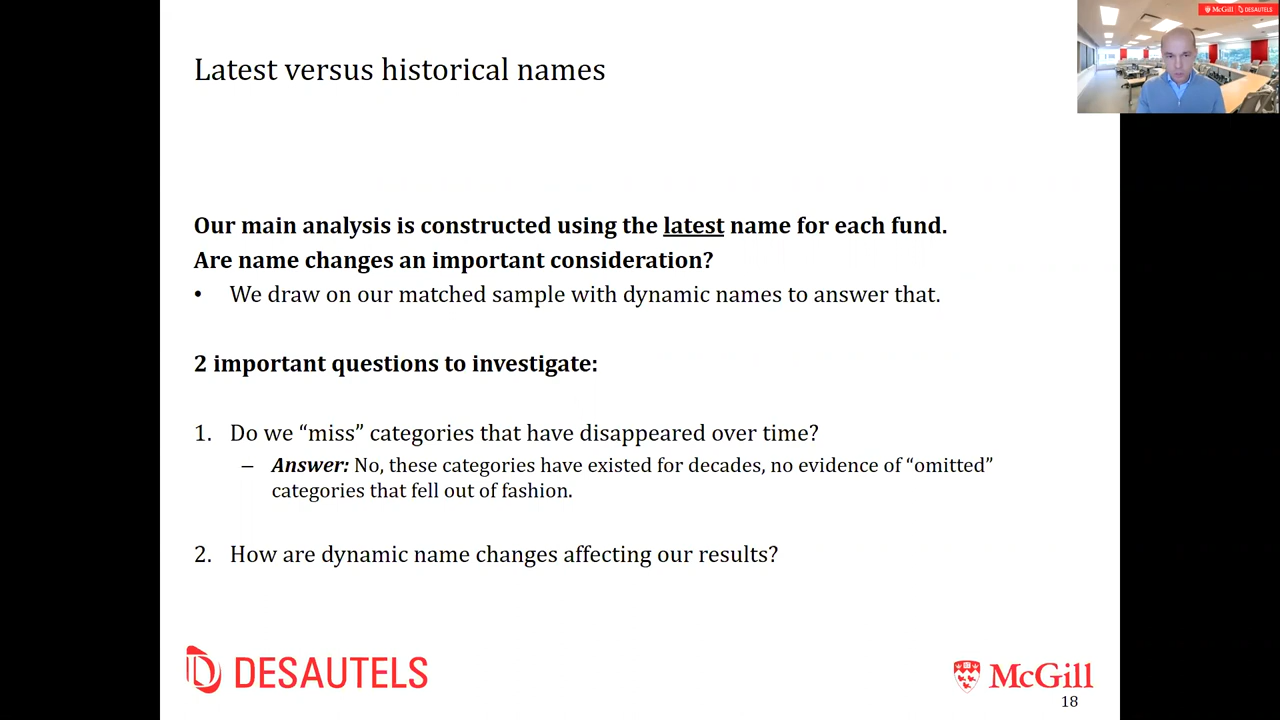 McGill DESAUTELS
Latest versus historical names
Our main analysis is constructed using the latest name for each fund.
Are name changes an important consideration?
• We draw on our matched sample with dynamic names to answer that.
2 important questions to investigate:
1. Do we “miss” categories that have disappeared over time?
– Answer: No, these categories have existed for decades, no evidence of “omitted”
categories that fell out of fashion.
2. How are dynamic name changes affecting our results?
DESAUTELS
McGill
18